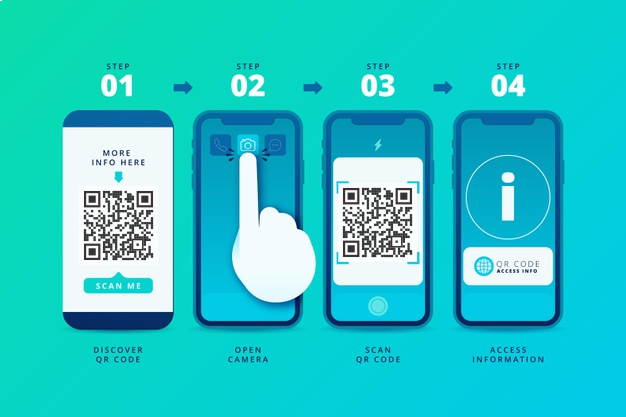 STEP
01
STEP
02
STEP
03
STEP
04
MORE
INFO HERE
SCAN ME
QR CODE
ACCESS INFO
DISCOVER
QR CODE
OPEN
CAMERA
SCAN
QR CODE
ACCESS
INFORMATION